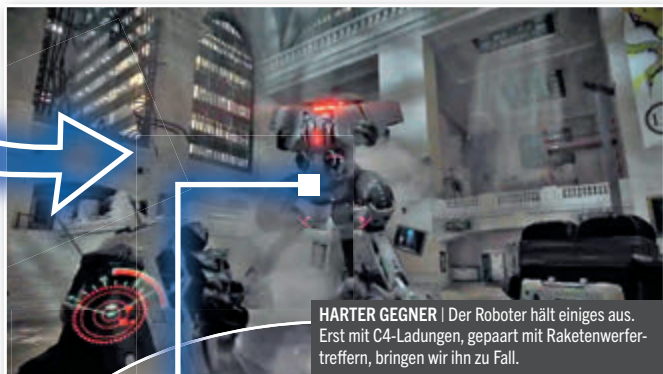 HARTER GEGNER | Der Roboter hält einiges aus.
Erst mit C4-Ladungen, gepaart mit Raketenwerfer-
treffern, bringen wir ihn zu Fall.